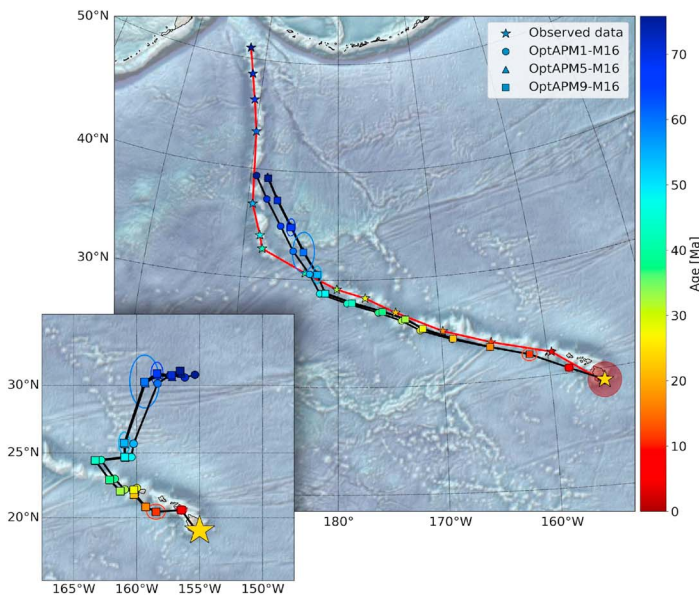 50°N
40°N
30°N
Observed data
OptAPM1-M16
OptAPM5-M16
OptAPM9-M16
70
60
50
40
30
20
10
0
Age [Ma]
180°
170°W
160°W
30°N
25°N
20°N
165°W
160°W
155°W
150°W